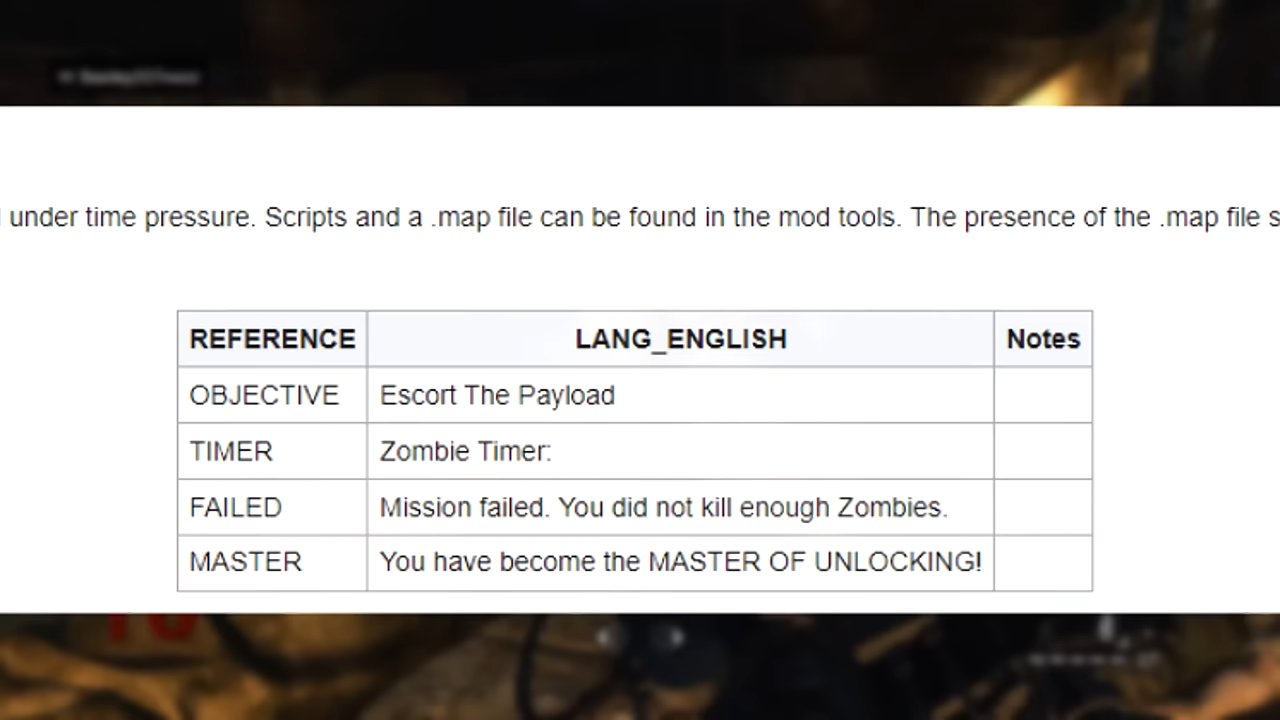 under time pressure. Scripts and a .map file can be found in the mod tools. The presence of the .map file s
REFERENCE LANG_ENGLISH Notes
OBJECTIVE Escort The Payload
TIMER Zombie Timer:
FAILED Mission failed. You did not kill enough Zombies.
MASTER You have become the MASTER OF UNLOCKING!